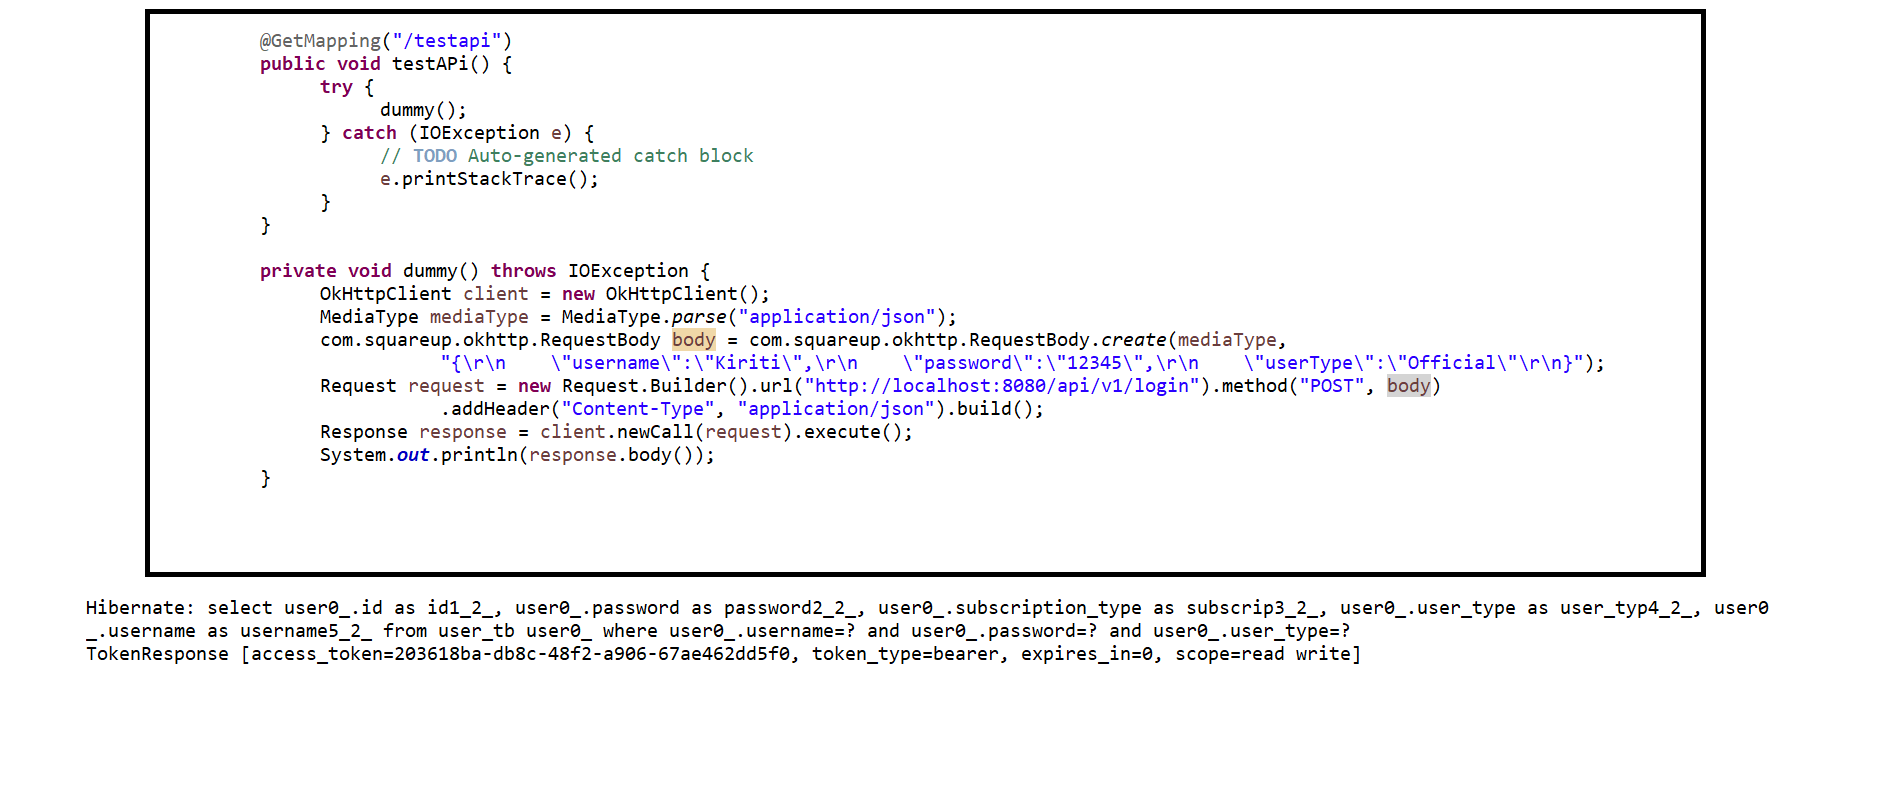 @GetMapping("/testapi")
public void testAPi() {
try {
dummy();
} catch (IOException e) {
// TODO Auto-generated catch block
e.printStackTrace();
}
}
private void dummy() throws IOException {
OkHttpClient client = new OkHttpClient();
MediaType mediaType = MediaType.parse("application/json");
com.squareup.okhttp.RequestBody body = com.squareup.okhttp.RequestBody.create(mediaType,
"{\r\n    \"username\":\"Kiriti\",\r\n    \"password\":\"12345\",\r\n    \"userType\":\"Official\"\r\n}");
Request request = new Request.Builder().url("http://localhost:8080/api/v1/login").method("POST", body)
.addHeader("Content-Type", "application/json").build();
Response response = client.newCall(request).execute();
System.out.println(response.body());
}
Hibernate: select user0_.id as id1_2_, user0_.password as password2_2_, user0_.subscription_type as subscrip3_2_, user0_.user_type as user_typ4_2_, user0
_.username as username5_2_ from user_tb user0_ where user0_.username=? and user0_.password=? and user0_.user_type=?
TokenResponse [access_token=203618ba-db8c-48f2-a906-67ae462dd5f0, token_type=bearer, expires_in=0, scope=read write]